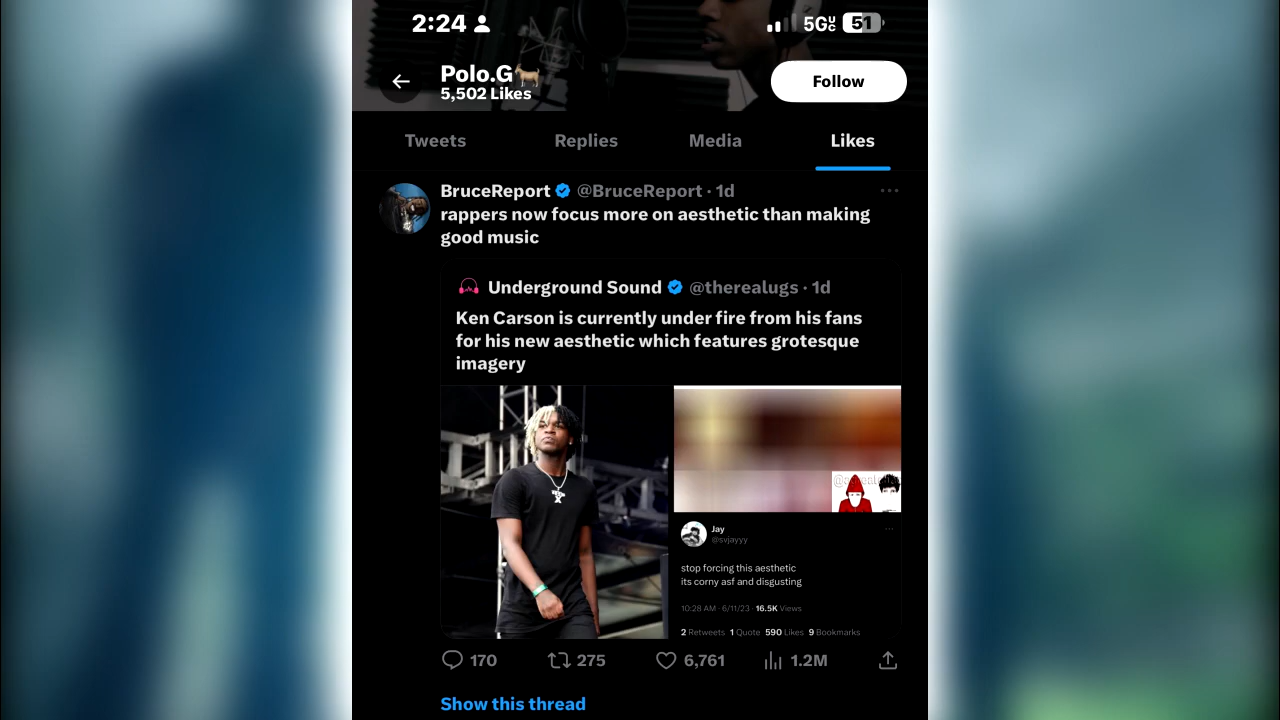 2:24
5G UC 51
Polo.G
5,502 Likes
Follow
Tweets Replies Media Likes
BruceReport @BruceReport · 1d
rappers now focus more on aesthetic than making
good music
Underground Sound @therealugs · 1d
Ken Carson is currently under fire from his fans
for his new aesthetic which features grotesque
imagery
Jay
@svjayyy
stop forcing this aesthetic
its corny asf and disgusting
10:28 AM · 6/11/23 · 16.5K Views
2 Retweets 1 Quote 590 Likes 9 Bookmarks
170 275 6,761 1.2M
Show this thread